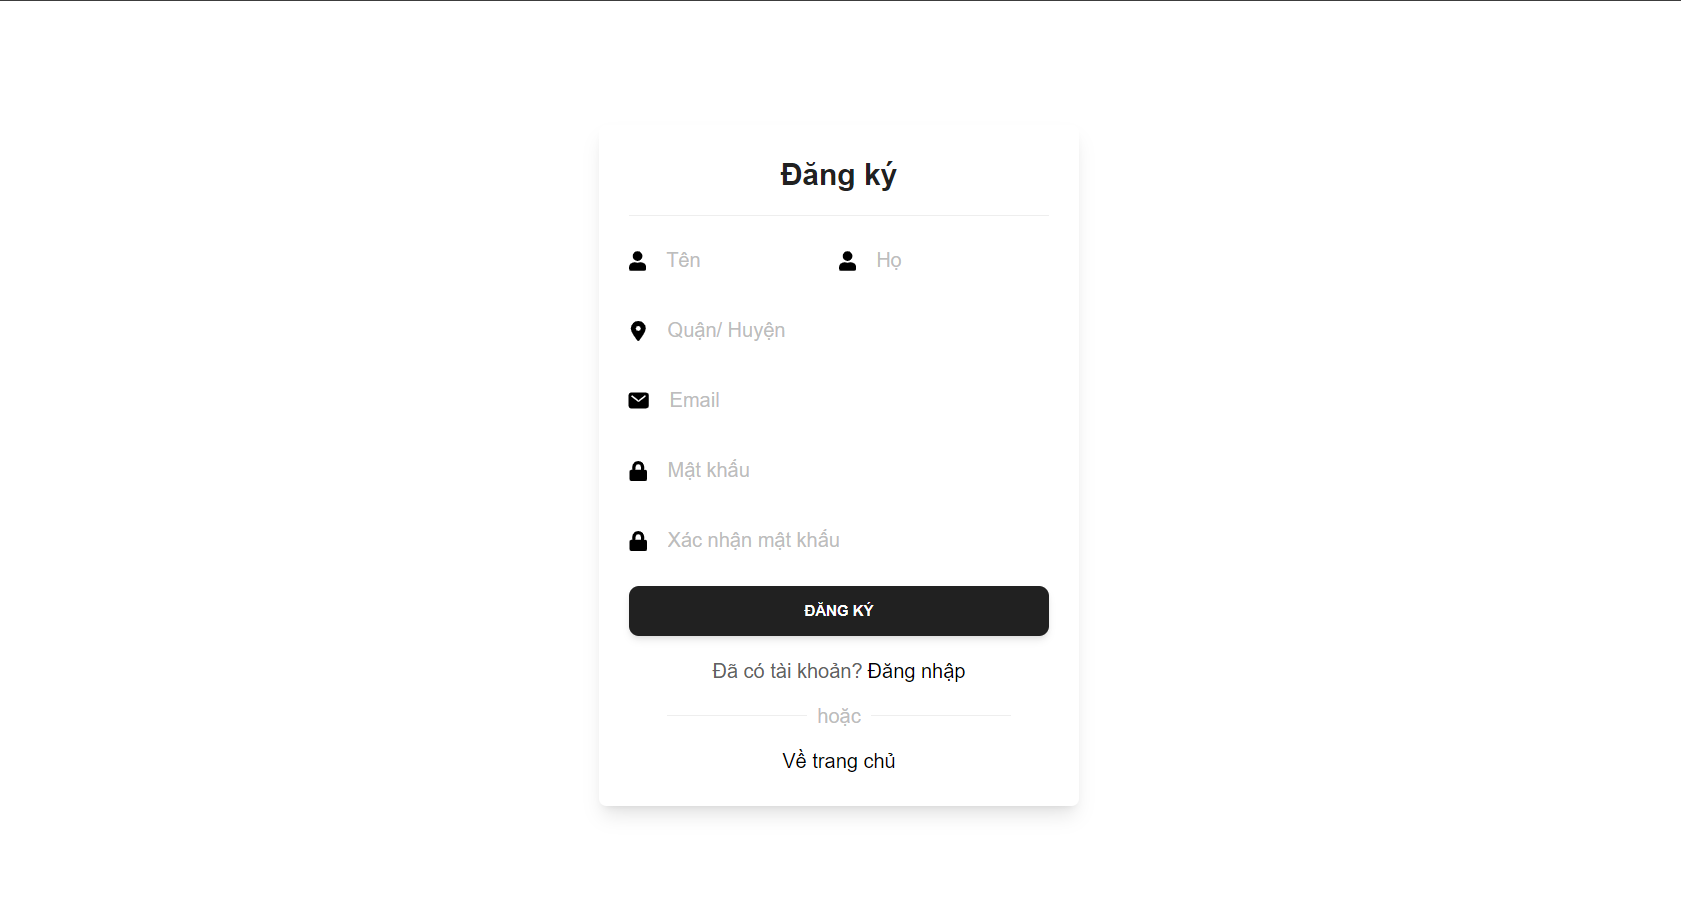 Đăng ký
Tên Họ
Quận/ Huyện
Email
Mật khẩu
Xác nhận mật khẩu
ĐĂNG KÝ
Đã có tài khoản? Đăng nhập
hoặc
Về trang chủ